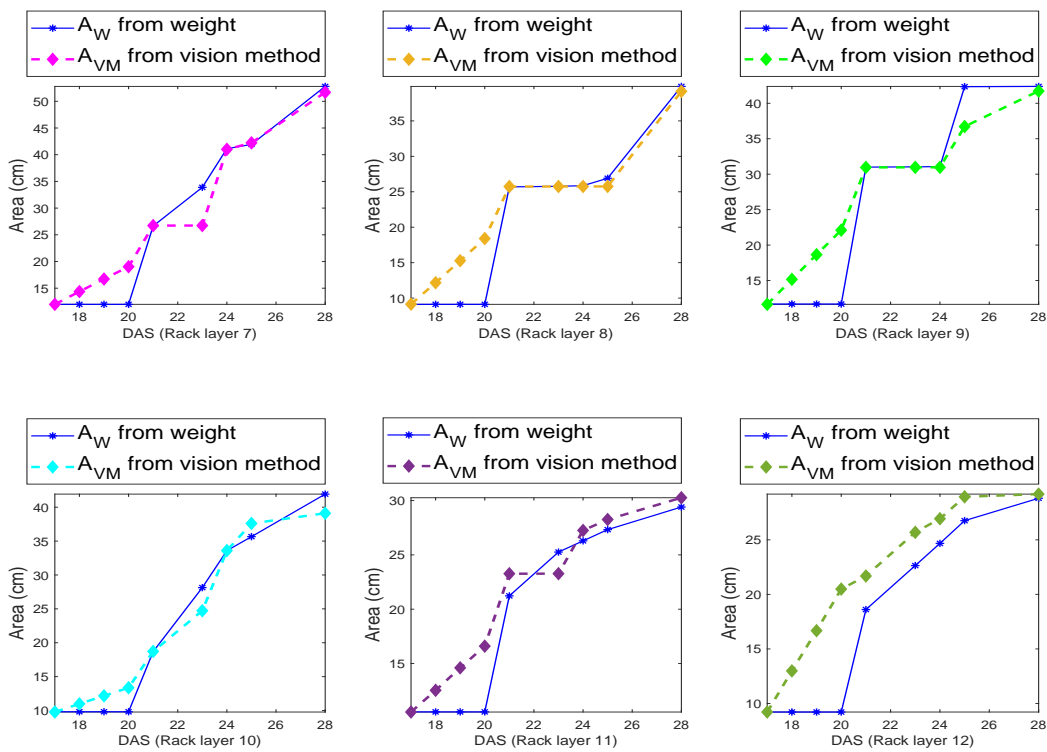 A_W from weight
A_VM from vision method
50
45
40
35
30
25
20
15
Area (cm)
18 20 22 24 26 28
DAS (Rack layer 7)
A_W from weight
A_VM from vision method
35
30
25
20
15
10
Area (cm)
18 20 22 24 26 28
DAS (Rack layer 8)
A_W from weight
A_VM from vision method
40
35
30
25
20
15
Area (cm)
18 20 22 24 26 28
DAS (Rack layer 9)
A_W from weight
A_VM from vision method
40
35
30
25
20
15
10
Area (cm)
18 20 22 24 26 28
DAS (Rack layer 10)
A_W from weight
A_VM from vision method
30
25
20
15
Area (cm)
18 20 22 24 26 28
DAS (Rack layer 11)
A_W from weight
A_VM from vision method
25
20
15
10
Area (cm)
18 20 22 24 26 28
DAS (Rack layer 12)